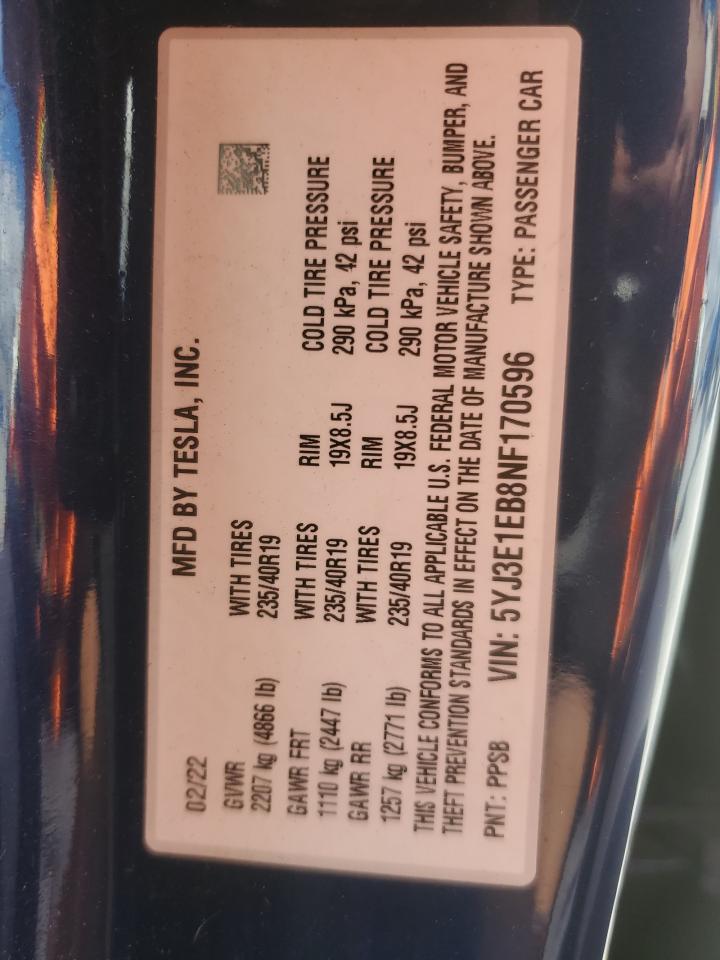 MFD BY TESLA, INC.
02/22
GVWR WITH TIRES
2207 kg (4866 lb) 235/40R19
GAWR FRT WITH TIRES RIM COLD TIRE PRESSURE
1110 kg (2447 lb) 235/40R19 19X8.5J 290 kPa, 42 psi
GAWR RR WITH TIRES RIM COLD TIRE PRESSURE
1257 kg (2771 lb) 235/40R19 19X8.5J 290 kPa, 42 psi
THIS VEHICLE CONFORMS TO ALL APPLICABLE U.S. FEDERAL MOTOR VEHICLE SAFETY, BUMPER, AND
THEFT PREVENTION STANDARDS IN EFFECT ON THE DATE OF MANUFACTURE SHOWN ABOVE.
PNT: PPSB VIN: 5YJ3E1EB8NF170596 TYPE: PASSENGER CAR